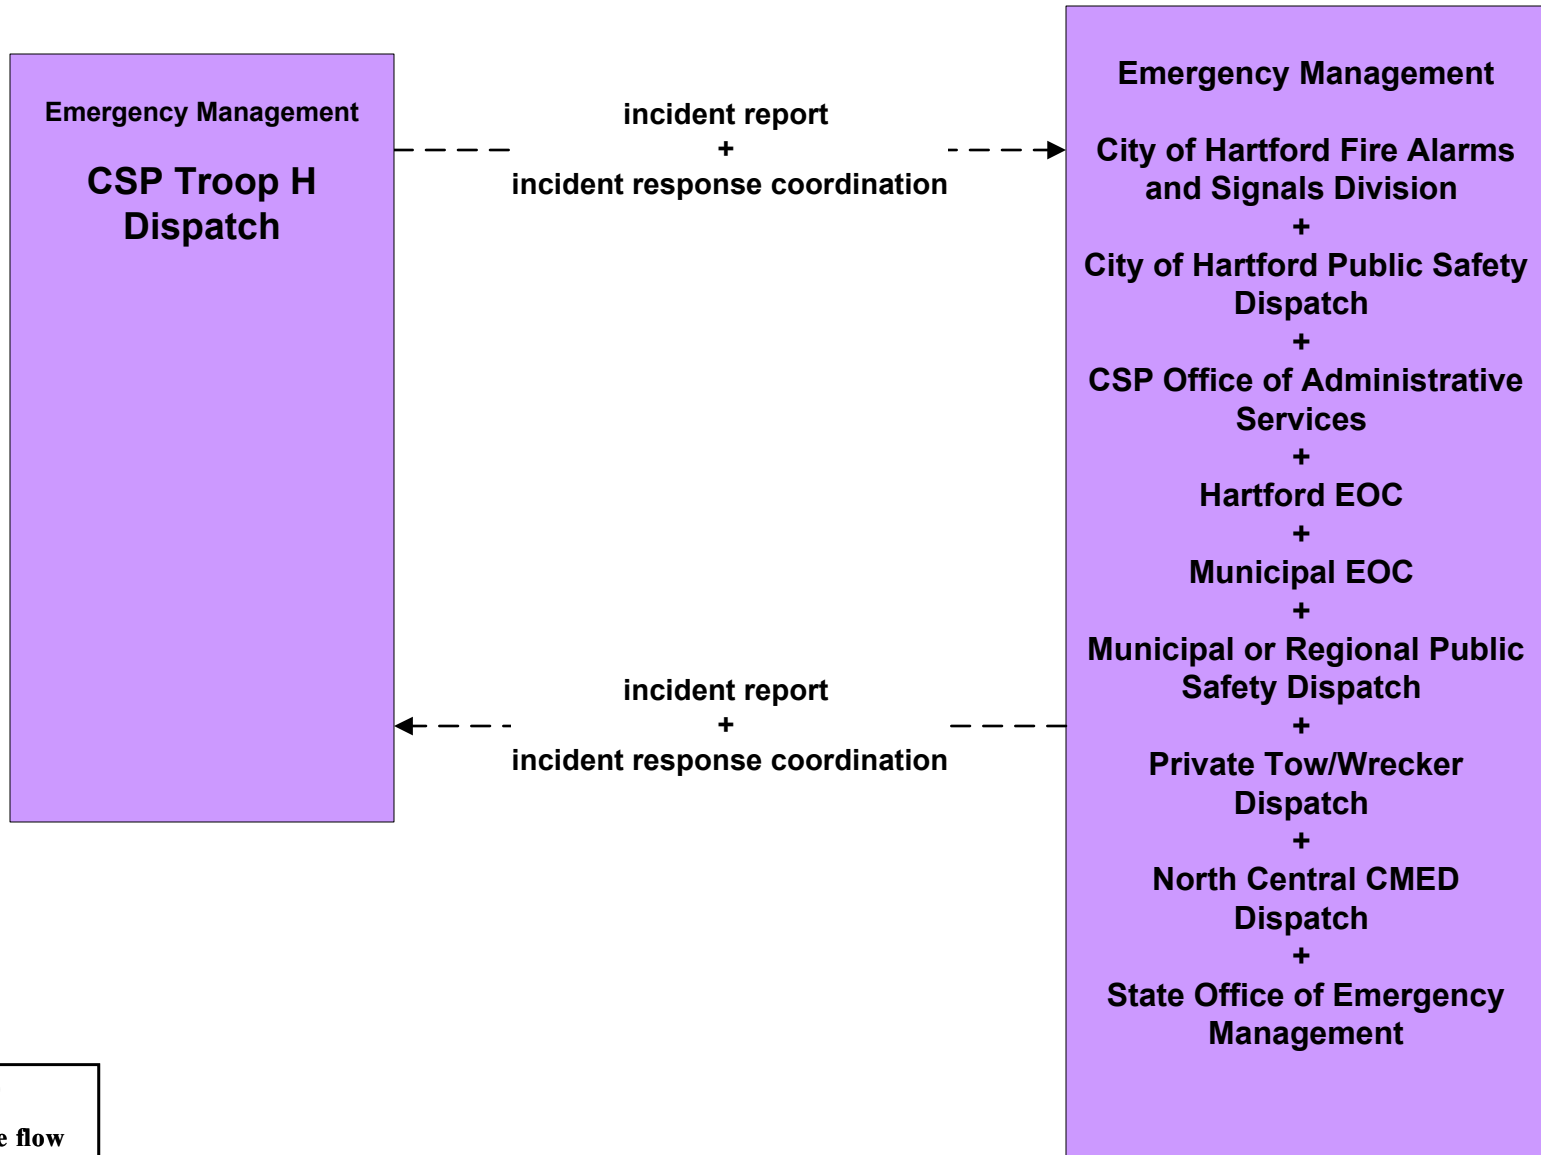 Emergency Management
CSP Troop H
Dispatch
incident report
+
incident response coordination
incident report
+
incident response coordination
Emergency Management
City of Hartford Fire Alarms
and Signals Division
+
City of Hartford Public Safety
Dispatch
+
CSP Office of Administrative
Services
+
Hartford EOC
+
Municipal EOC
+
Municipal or Regional Public
Safety Dispatch
+
Private Tow/Wrecker
Dispatch
+
North Central CMED
Dispatch
+
State Office of Emergency
Management
flow